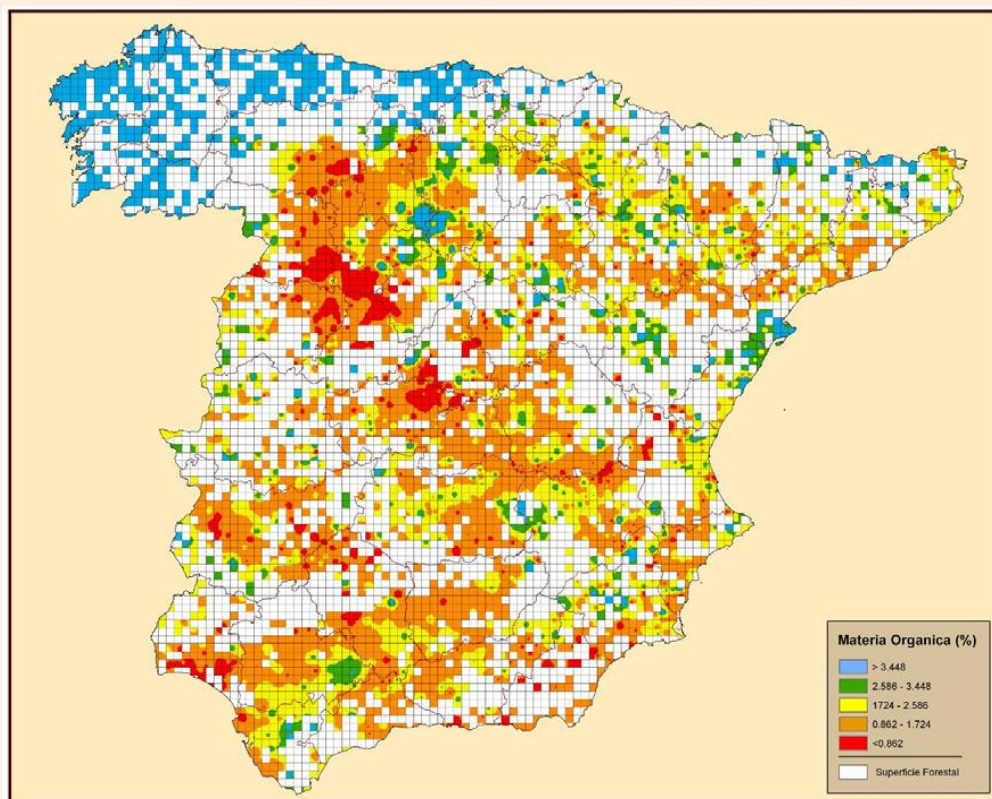 Materia Organica (%)
> 3.448
2.586 - 3.448
1724 - 2.586
0.862 - 1.724
<0.862
Superficie Forestal